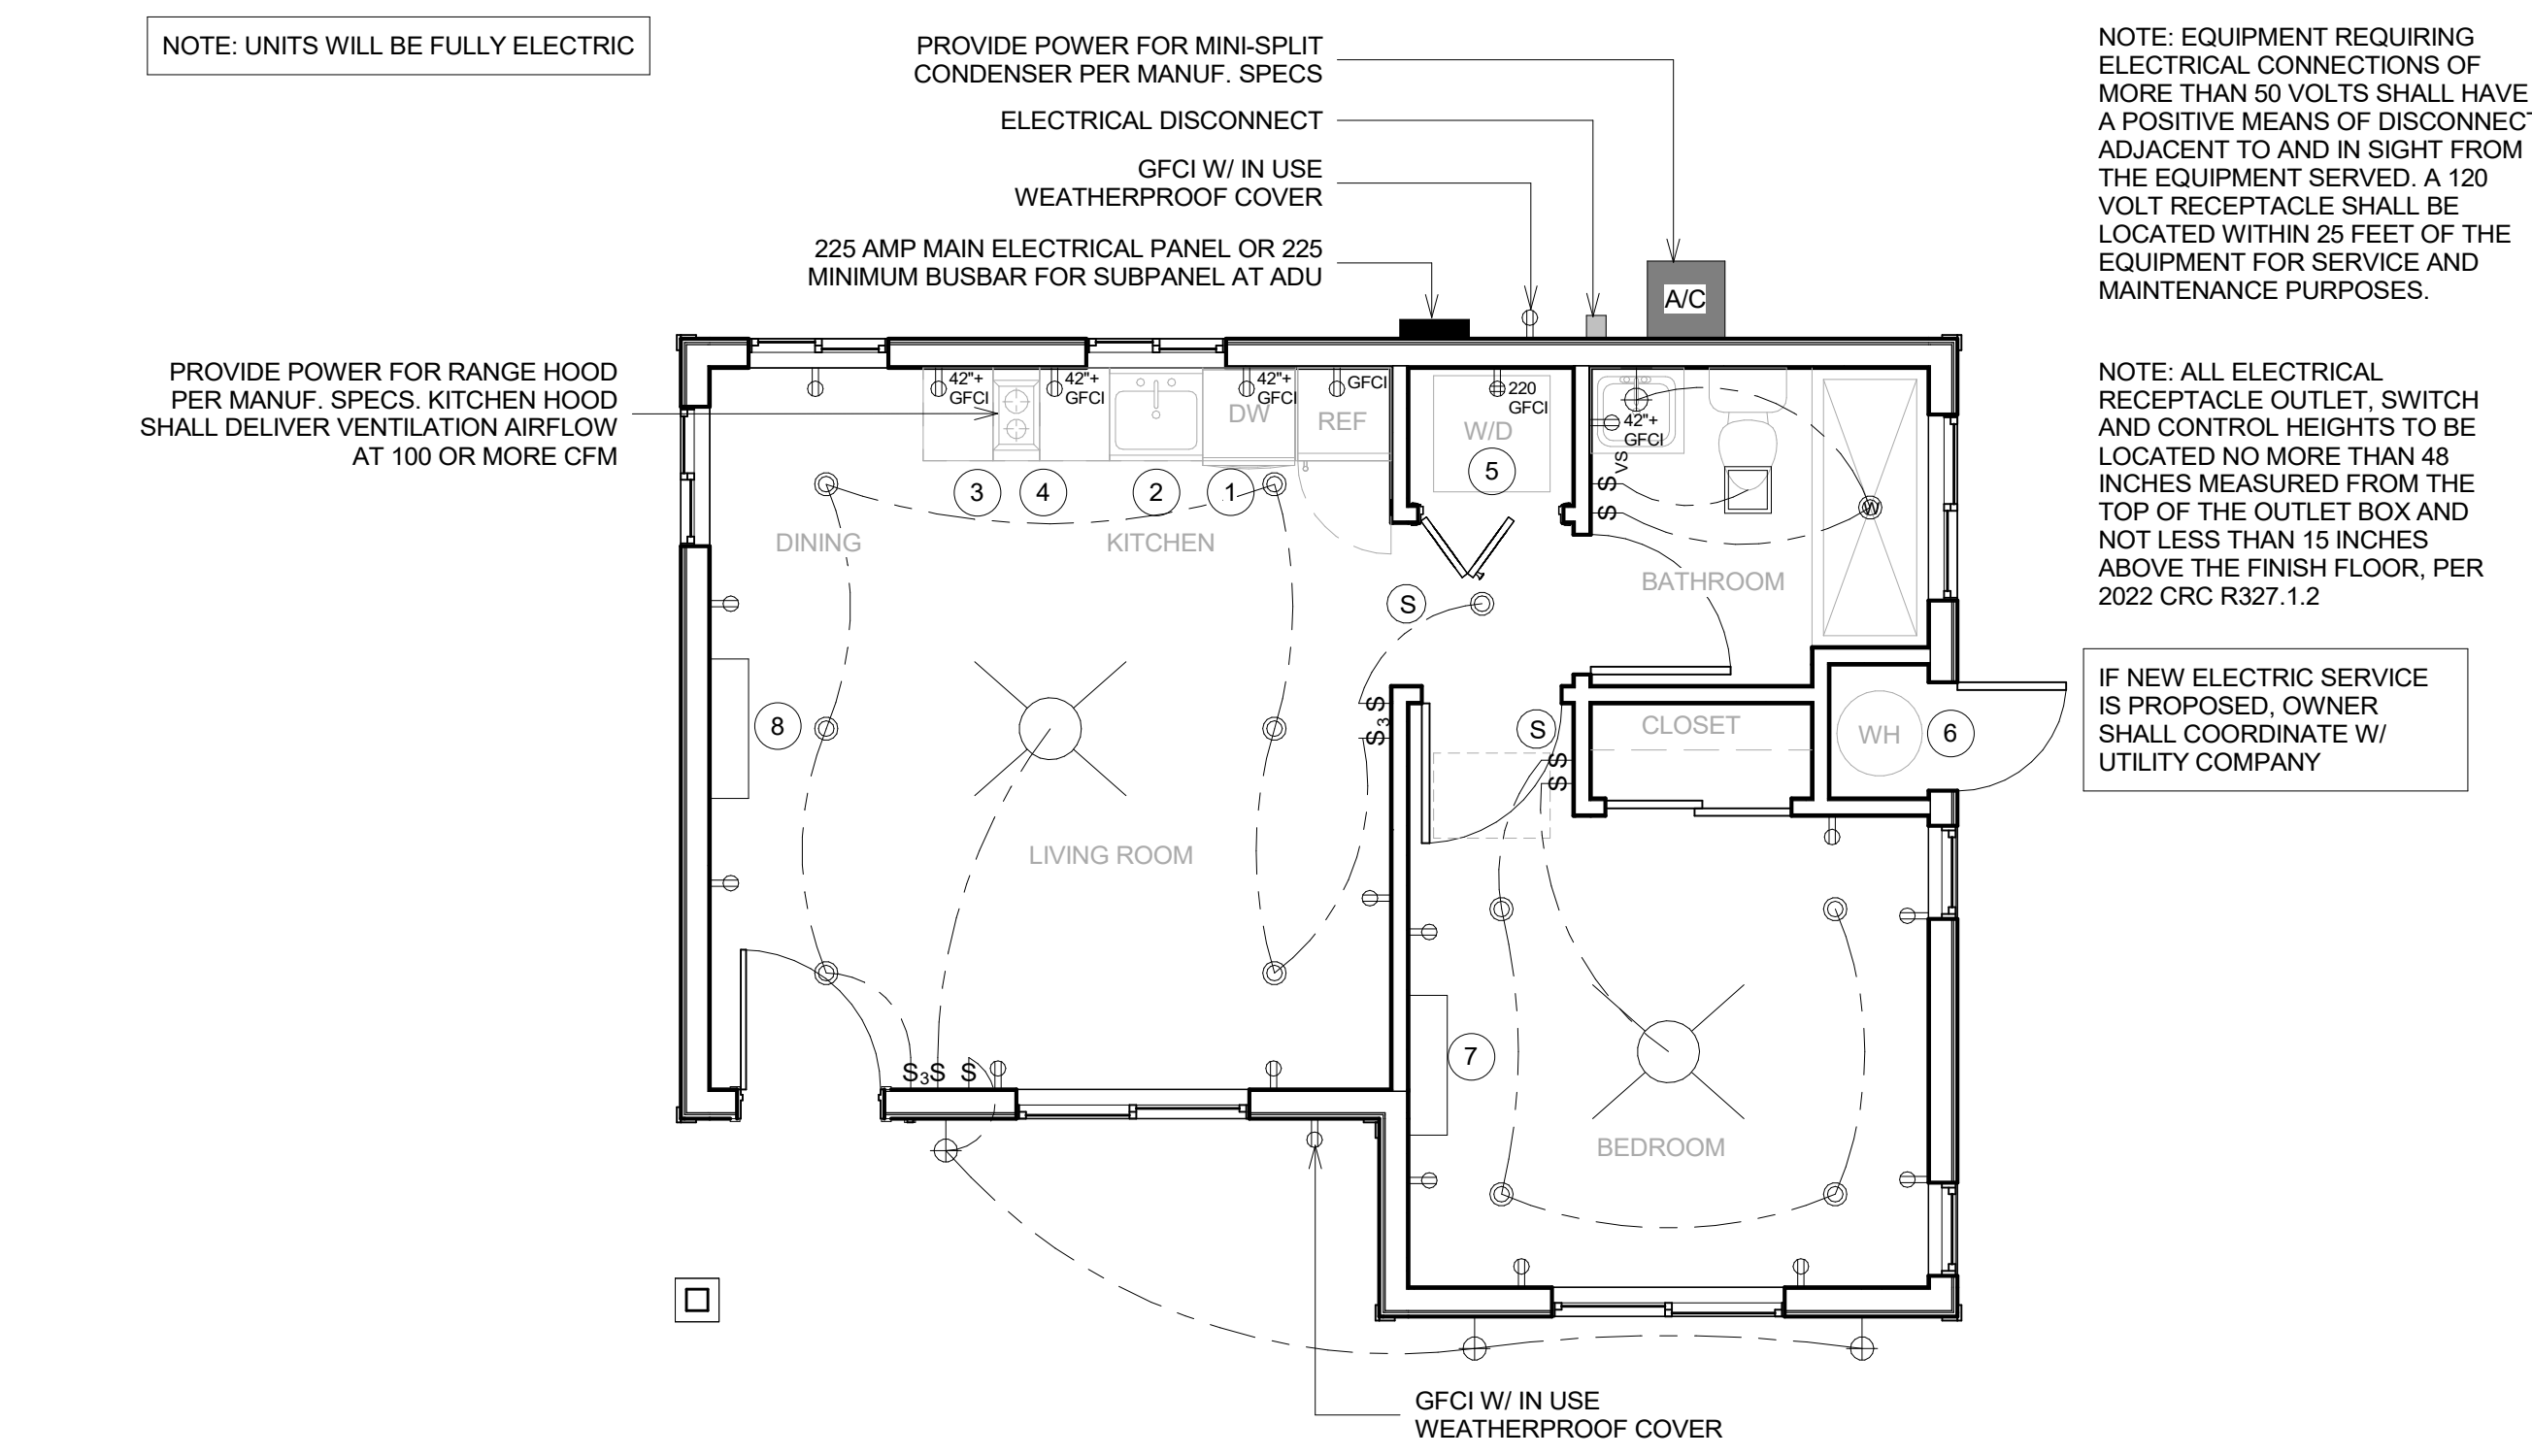 NOTE: UNITS WILL BE FULLY ELECTRIC
PROVIDE POWER FOR MINI-SPLIT
CONDENSER PER MANUF. SPECS
ELECTRICAL DISCONNECT
GFCI W/ IN USE
WEATHERPROOF COVER
225 AMP MAIN ELECTRICAL PANEL OR 225
MINIMUM BUSBAR FOR SUBPANEL AT ADU
NOTE: EQUIPMENT REQUIRING
ELECTRICAL CONNECTIONS OF
MORE THAN 50 VOLTS SHALL HAVE
A POSITIVE MEANS OF DISCONNECT
ADJACENT TO AND IN SIGHT FROM
THE EQUIPMENT SERVED. A 120
VOLT RECEPTACLE SHALL BE
LOCATED WITHIN 25 FEET OF THE
EQUIPMENT FOR SERVICE AND
MAINTENANCE PURPOSES.
A/C
PROVIDE POWER FOR RANGE HOOD
PER MANUF. SPECS. KITCHEN HOOD
SHALL DELIVER VENTILATION AIRFLOW
AT 100 OR MORE CFM
NOTE: ALL ELECTRICAL
RECEPTACLE OUTLET, SWITCH
AND CONTROL HEIGHTS TO BE
LOCATED NO MORE THAN 48
INCHES MEASURED FROM THE
TOP OF THE OUTLET BOX AND
NOT LESS THAN 15 INCHES
ABOVE THE FINISH FLOOR, PER
2022 CRC R327.1.2
42"+
GFCI
42"+
GFCI
42"+
GFCI
DW
GFCI
REF
220
GFCI
W/D
5
42"+
GFCI
S VS
S
W
3
4
2
1
DINING
KITCHEN
BATHROOM
S
S
S3
S
S
S
CLOSET
WH
6
8
IF NEW ELECTRIC SERVICE
IS PROPOSED, OWNER
SHALL COORDINATE W/
UTILITY COMPANY
LIVING ROOM
7
S3S S
BEDROOM
GFCI W/ IN USE
WEATHERPROOF COVER